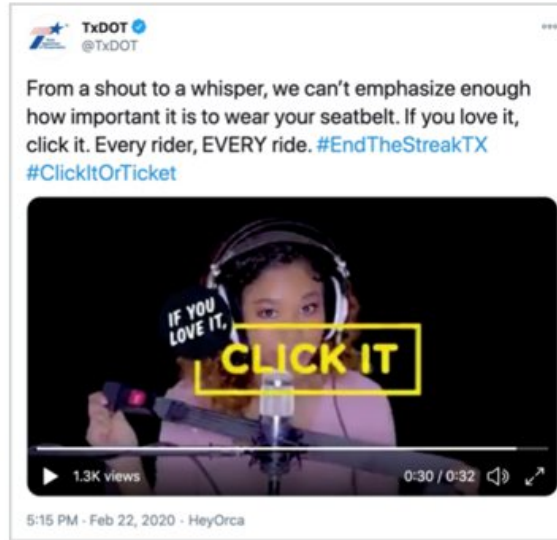 TxDOT
@TxDOT
From a shout to a whisper, we can't emphasize enough
how important it is to wear your seatbelt. If you love it,
click it. Every rider, EVERY ride. #EndTheStreakTX
#ClickItOrTicket
IF YOU
LOVE IT,
CLICK IT
1.3K views
0:30 / 0:32
5:15 PM · Feb 22, 2020 · HeyOrca